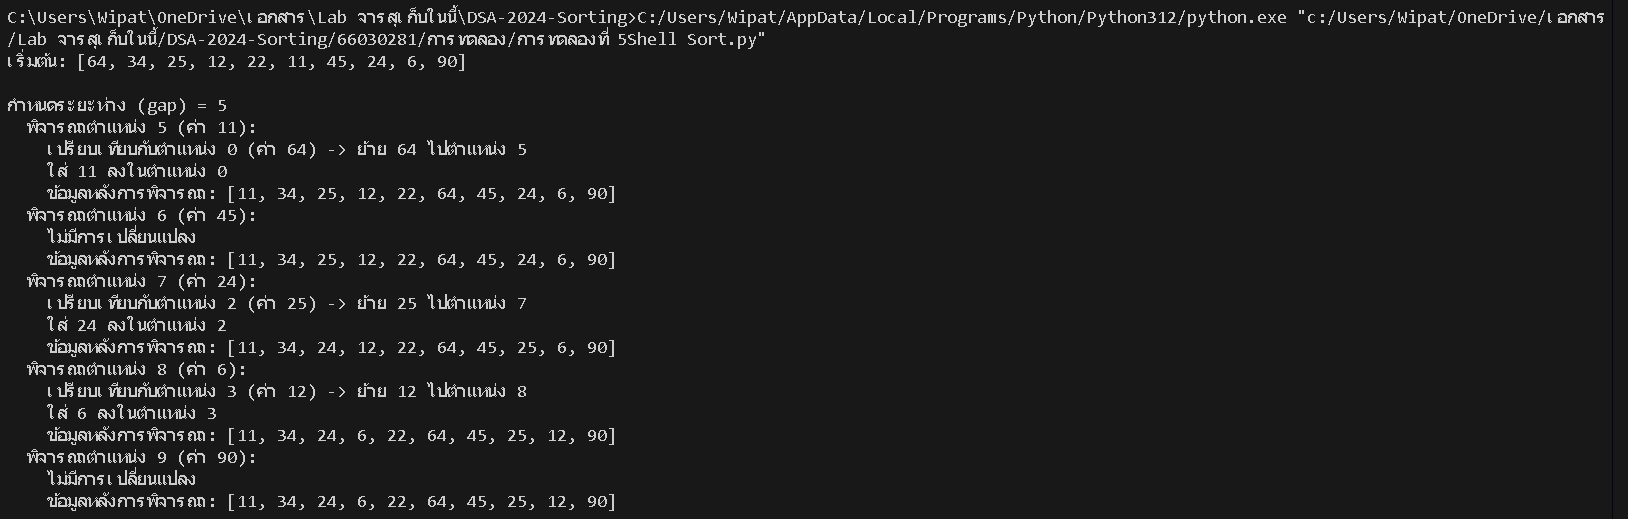 C:\Users\Wipat\OneDrive\เอกสาร\Lab จารสุเก็บในนี้\DSA-2024-Sorting>C:/Users/Wipat/AppData/Local/Programs/Python/Python312/python.exe "c:/Users/Wipat/OneDrive/เอกสาร
/Lab จารสุเก็บในนี้/DSA-2024-Sorting/66030281/การทดลอง/การทดลองที่ 5Shell Sort.py"
เริ่มต้น: [64, 34, 25, 12, 22, 11, 45, 24, 6, 90]

กำหนดระยะห่าง (gap) = 5
  พิจารณาตำแหน่ง 5 (ค่า 11):
    เปรียบเทียบกับตำแหน่ง 0 (ค่า 64) -> ย้าย 64 ไปตำแหน่ง 5
    ใส่ 11 ลงในตำแหน่ง 0
    ข้อมูลหลังการพิจารณา: [11, 34, 25, 12, 22, 64, 45, 24, 6, 90]
  พิจารณาตำแหน่ง 6 (ค่า 45):
    ไม่มีการเปลี่ยนแปลง
    ข้อมูลหลังการพิจารณา: [11, 34, 25, 12, 22, 64, 45, 24, 6, 90]
  พิจารณาตำแหน่ง 7 (ค่า 24):
    เปรียบเทียบกับตำแหน่ง 2 (ค่า 25) -> ย้าย 25 ไปตำแหน่ง 7
    ใส่ 24 ลงในตำแหน่ง 2
    ข้อมูลหลังการพิจารณา: [11, 34, 24, 12, 22, 64, 45, 25, 6, 90]
  พิจารณาตำแหน่ง 8 (ค่า 6):
    เปรียบเทียบกับตำแหน่ง 3 (ค่า 12) -> ย้าย 12 ไปตำแหน่ง 8
    ใส่ 6 ลงในตำแหน่ง 3
    ข้อมูลหลังการพิจารณา: [11, 34, 24, 6, 22, 64, 45, 25, 12, 90]
  พิจารณาตำแหน่ง 9 (ค่า 90):
    ไม่มีการเปลี่ยนแปลง
    ข้อมูลหลังการพิจารณา: [11, 34, 24, 6, 22, 64, 45, 25, 12, 90]